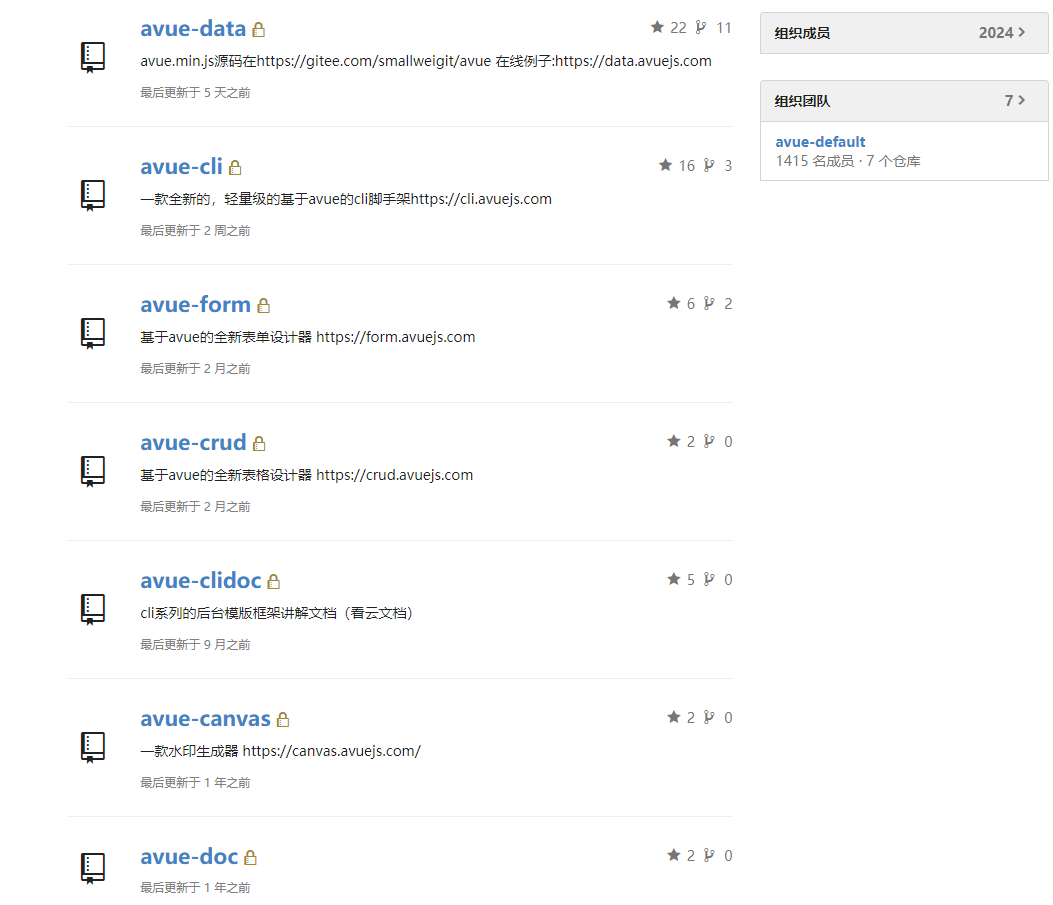 avue-data
22 11
avue.min.js源码在https://gitee.com/smallweigit/avue 在线例子:https://data.avuejs.com
最后更新于 5 天之前
avue-cli
16 3
一款全新的，轻量级的基于avue的cli脚手架https://cli.avuejs.com
最后更新于 2 周之前
avue-form
6 2
基于avue的全新表单设计器 https://form.avuejs.com
最后更新于 2 月之前
avue-crud
2 0
基于avue的全新表格设计器 https://crud.avuejs.com
最后更新于 2 月之前
avue-clidoc
5 0
cli系列的后台模版框架讲解文档（看云文档）
最后更新于 9 月之前
avue-canvas
2 0
一款水印生成器 https://canvas.avuejs.com/
最后更新于 1 年之前
avue-doc
2 0
最后更新于 1 年之前
组织成员 2024
组织团队 7
avue-default
1415 名成员 · 7 个仓库